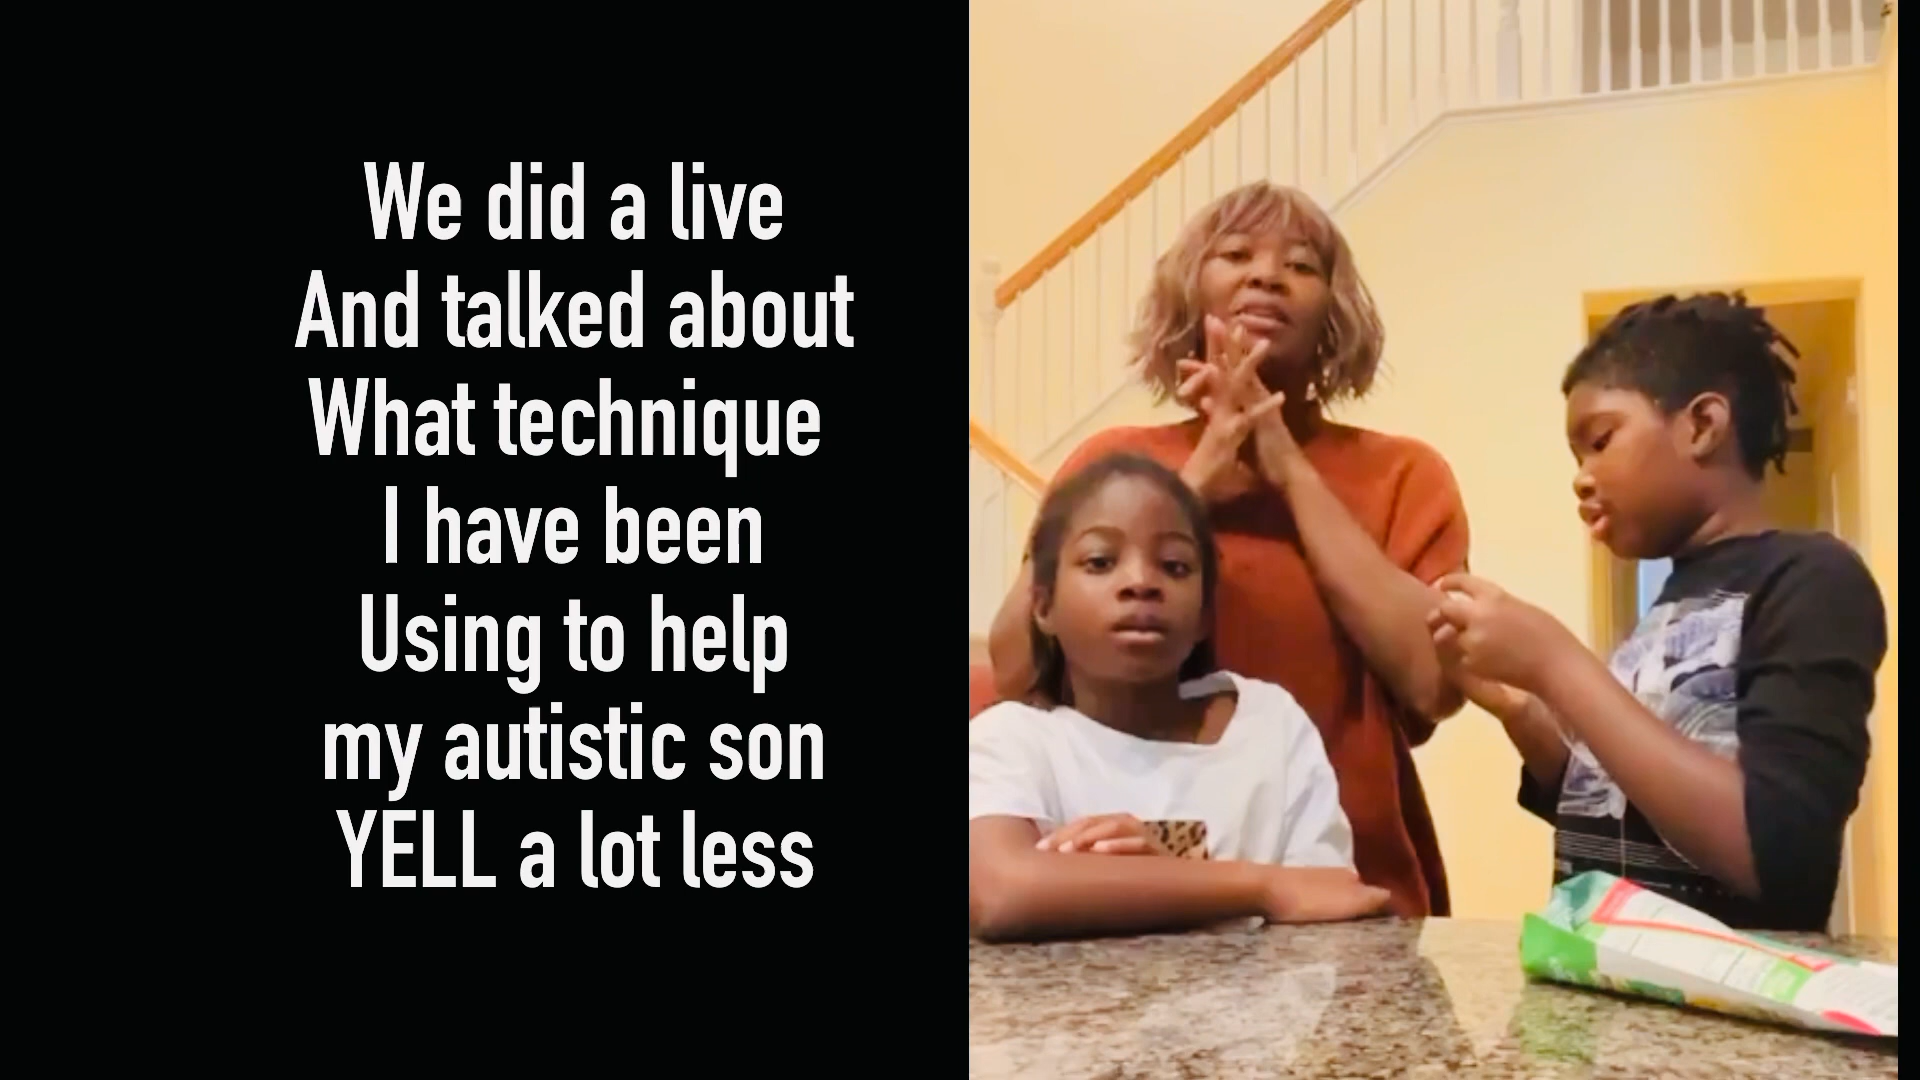 We did a live
And talked about
What technique
I have been
Using to help
my autistic son
YELL a lot less